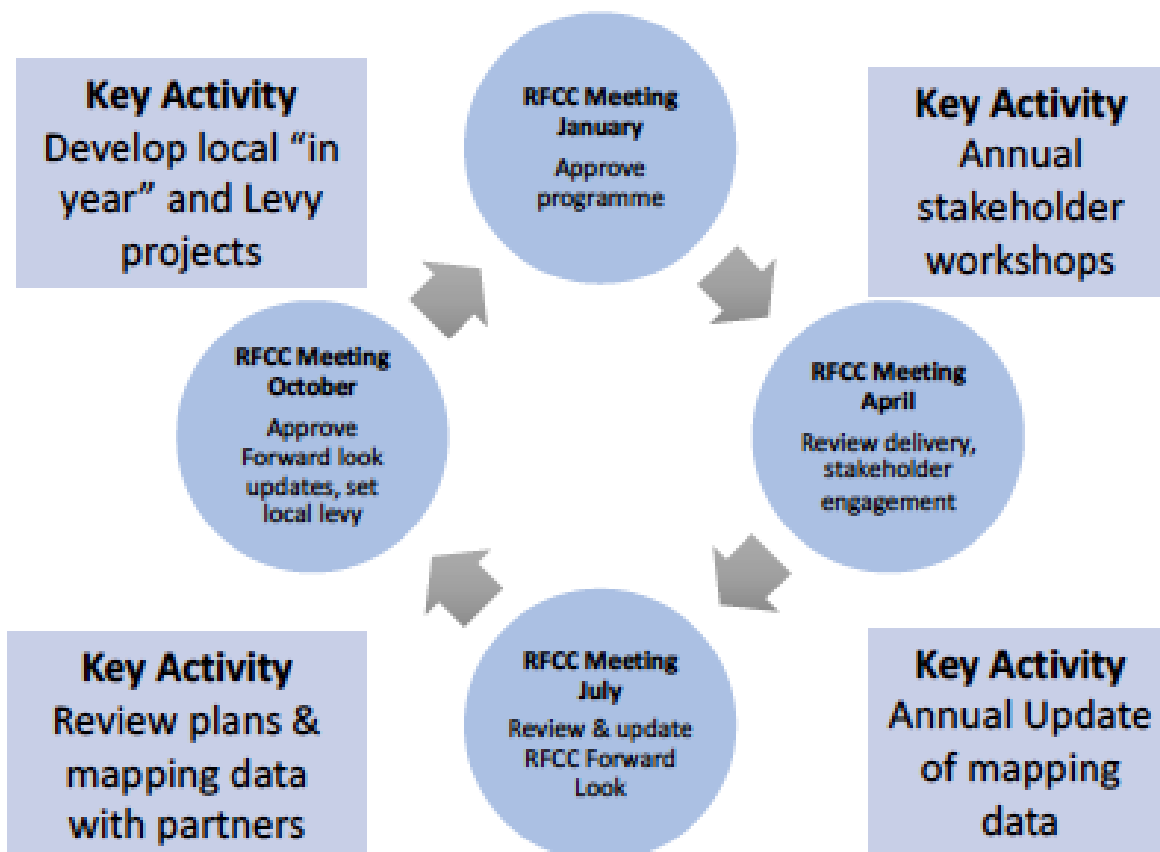 Key Activity
Develop local “in
year” and Levy
projects
RFCC Meeting
January
Approve
programme
Key Activity
Annual
stakeholder
workshops
RFCC Meeting
October
Approve
Forward look
updates, set
local levy
RFCC Meeting
April
Review delivery,
stakeholder
engagement
Key Activity
Review plans &
mapping data
with partners
RFCC Meeting
July
Review & update
RFCC Forward
Look
Key Activity
Annual Update
of mapping
data